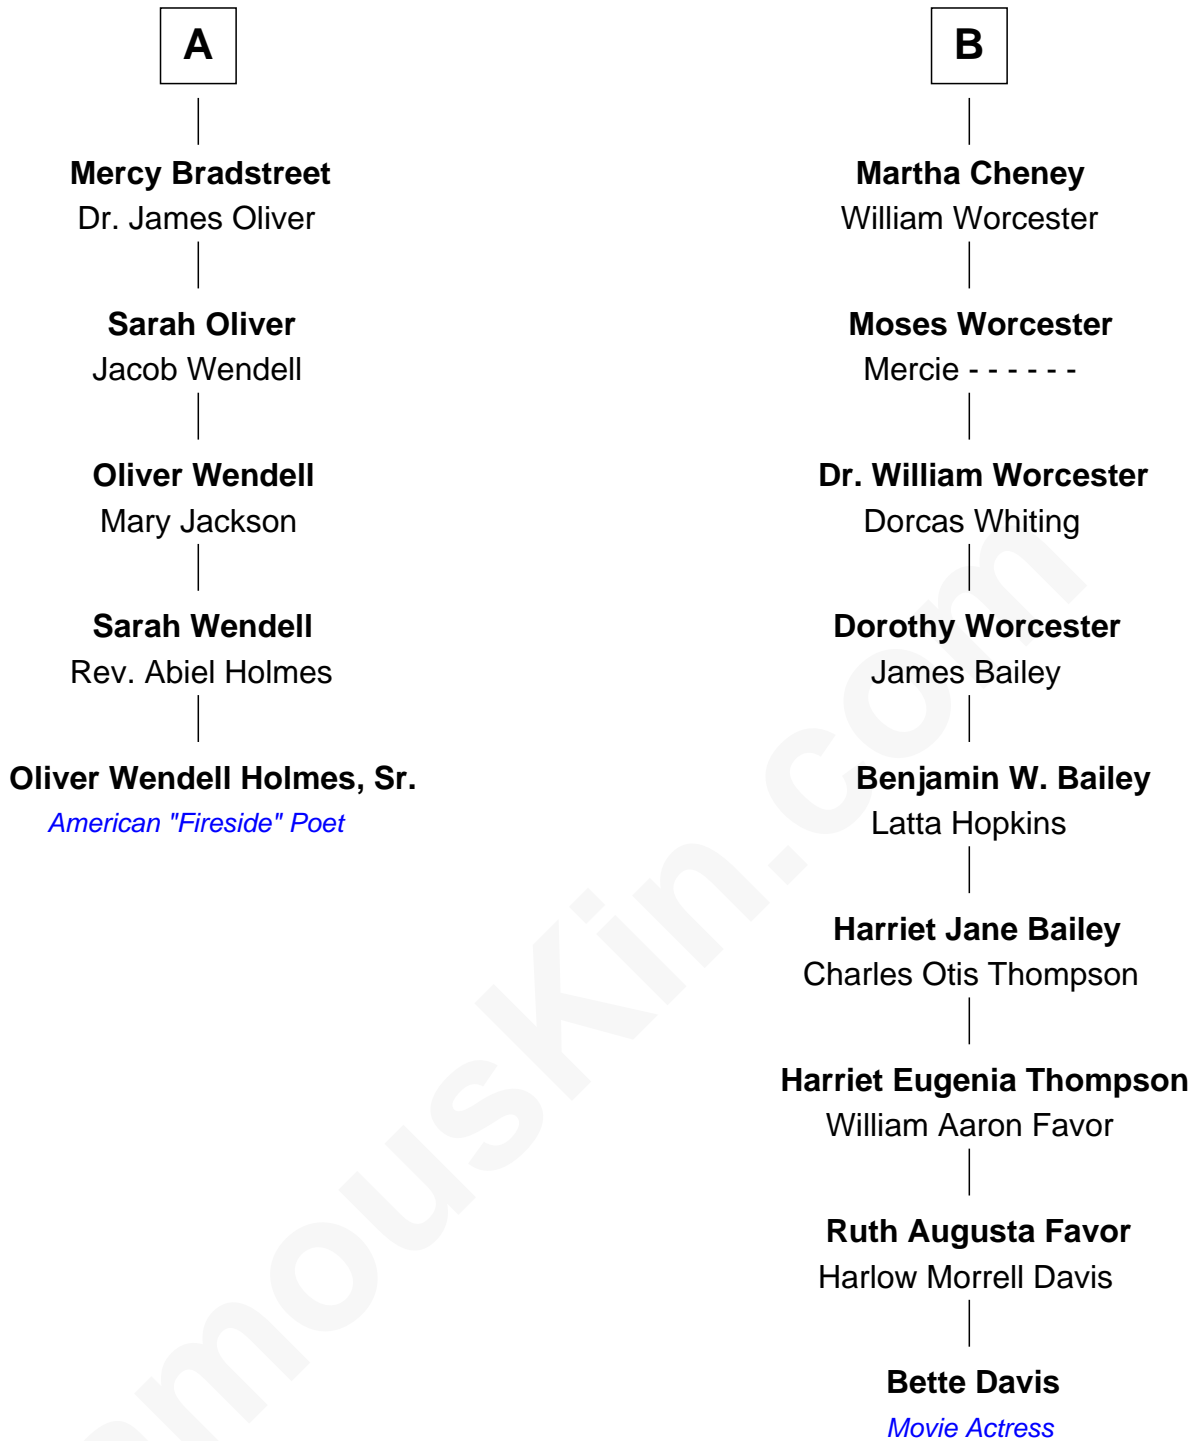 A
Mercy Bradstreet
Dr. James Oliver
Sarah Oliver
Jacob Wendell
Oliver Wendell
Mary Jackson
Sarah Wendell
Rev. Abiel Holmes
Oliver Wendell Holmes, Sr.
American "Fireside" Poet
B
Martha Cheney
William Worcester
Moses Worcester
Mercie - - - - - -
Dr. William Worcester
Dorcas Whiting
Dorothy Worcester
James Bailey
Benjamin W. Bailey
Latta Hopkins
Harriet Jane Bailey
Charles Otis Thompson
Harriet Eugenia Thompson
William Aaron Favor
Ruth Augusta Favor
Harlow Morrell Davis
Bette Davis
Movie Actress
mouskin.com